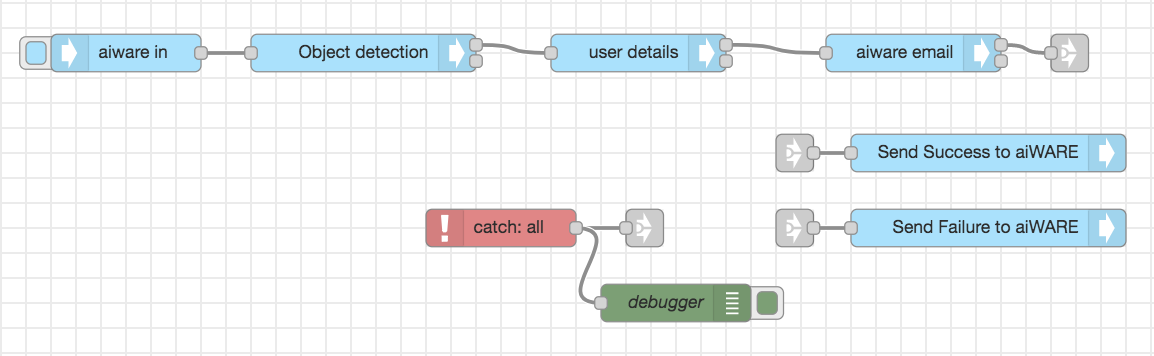 aiware in
Object detection
user details
aiware email
Send Success to aiWARE
catch: all
Send Failure to aiWARE
debugger